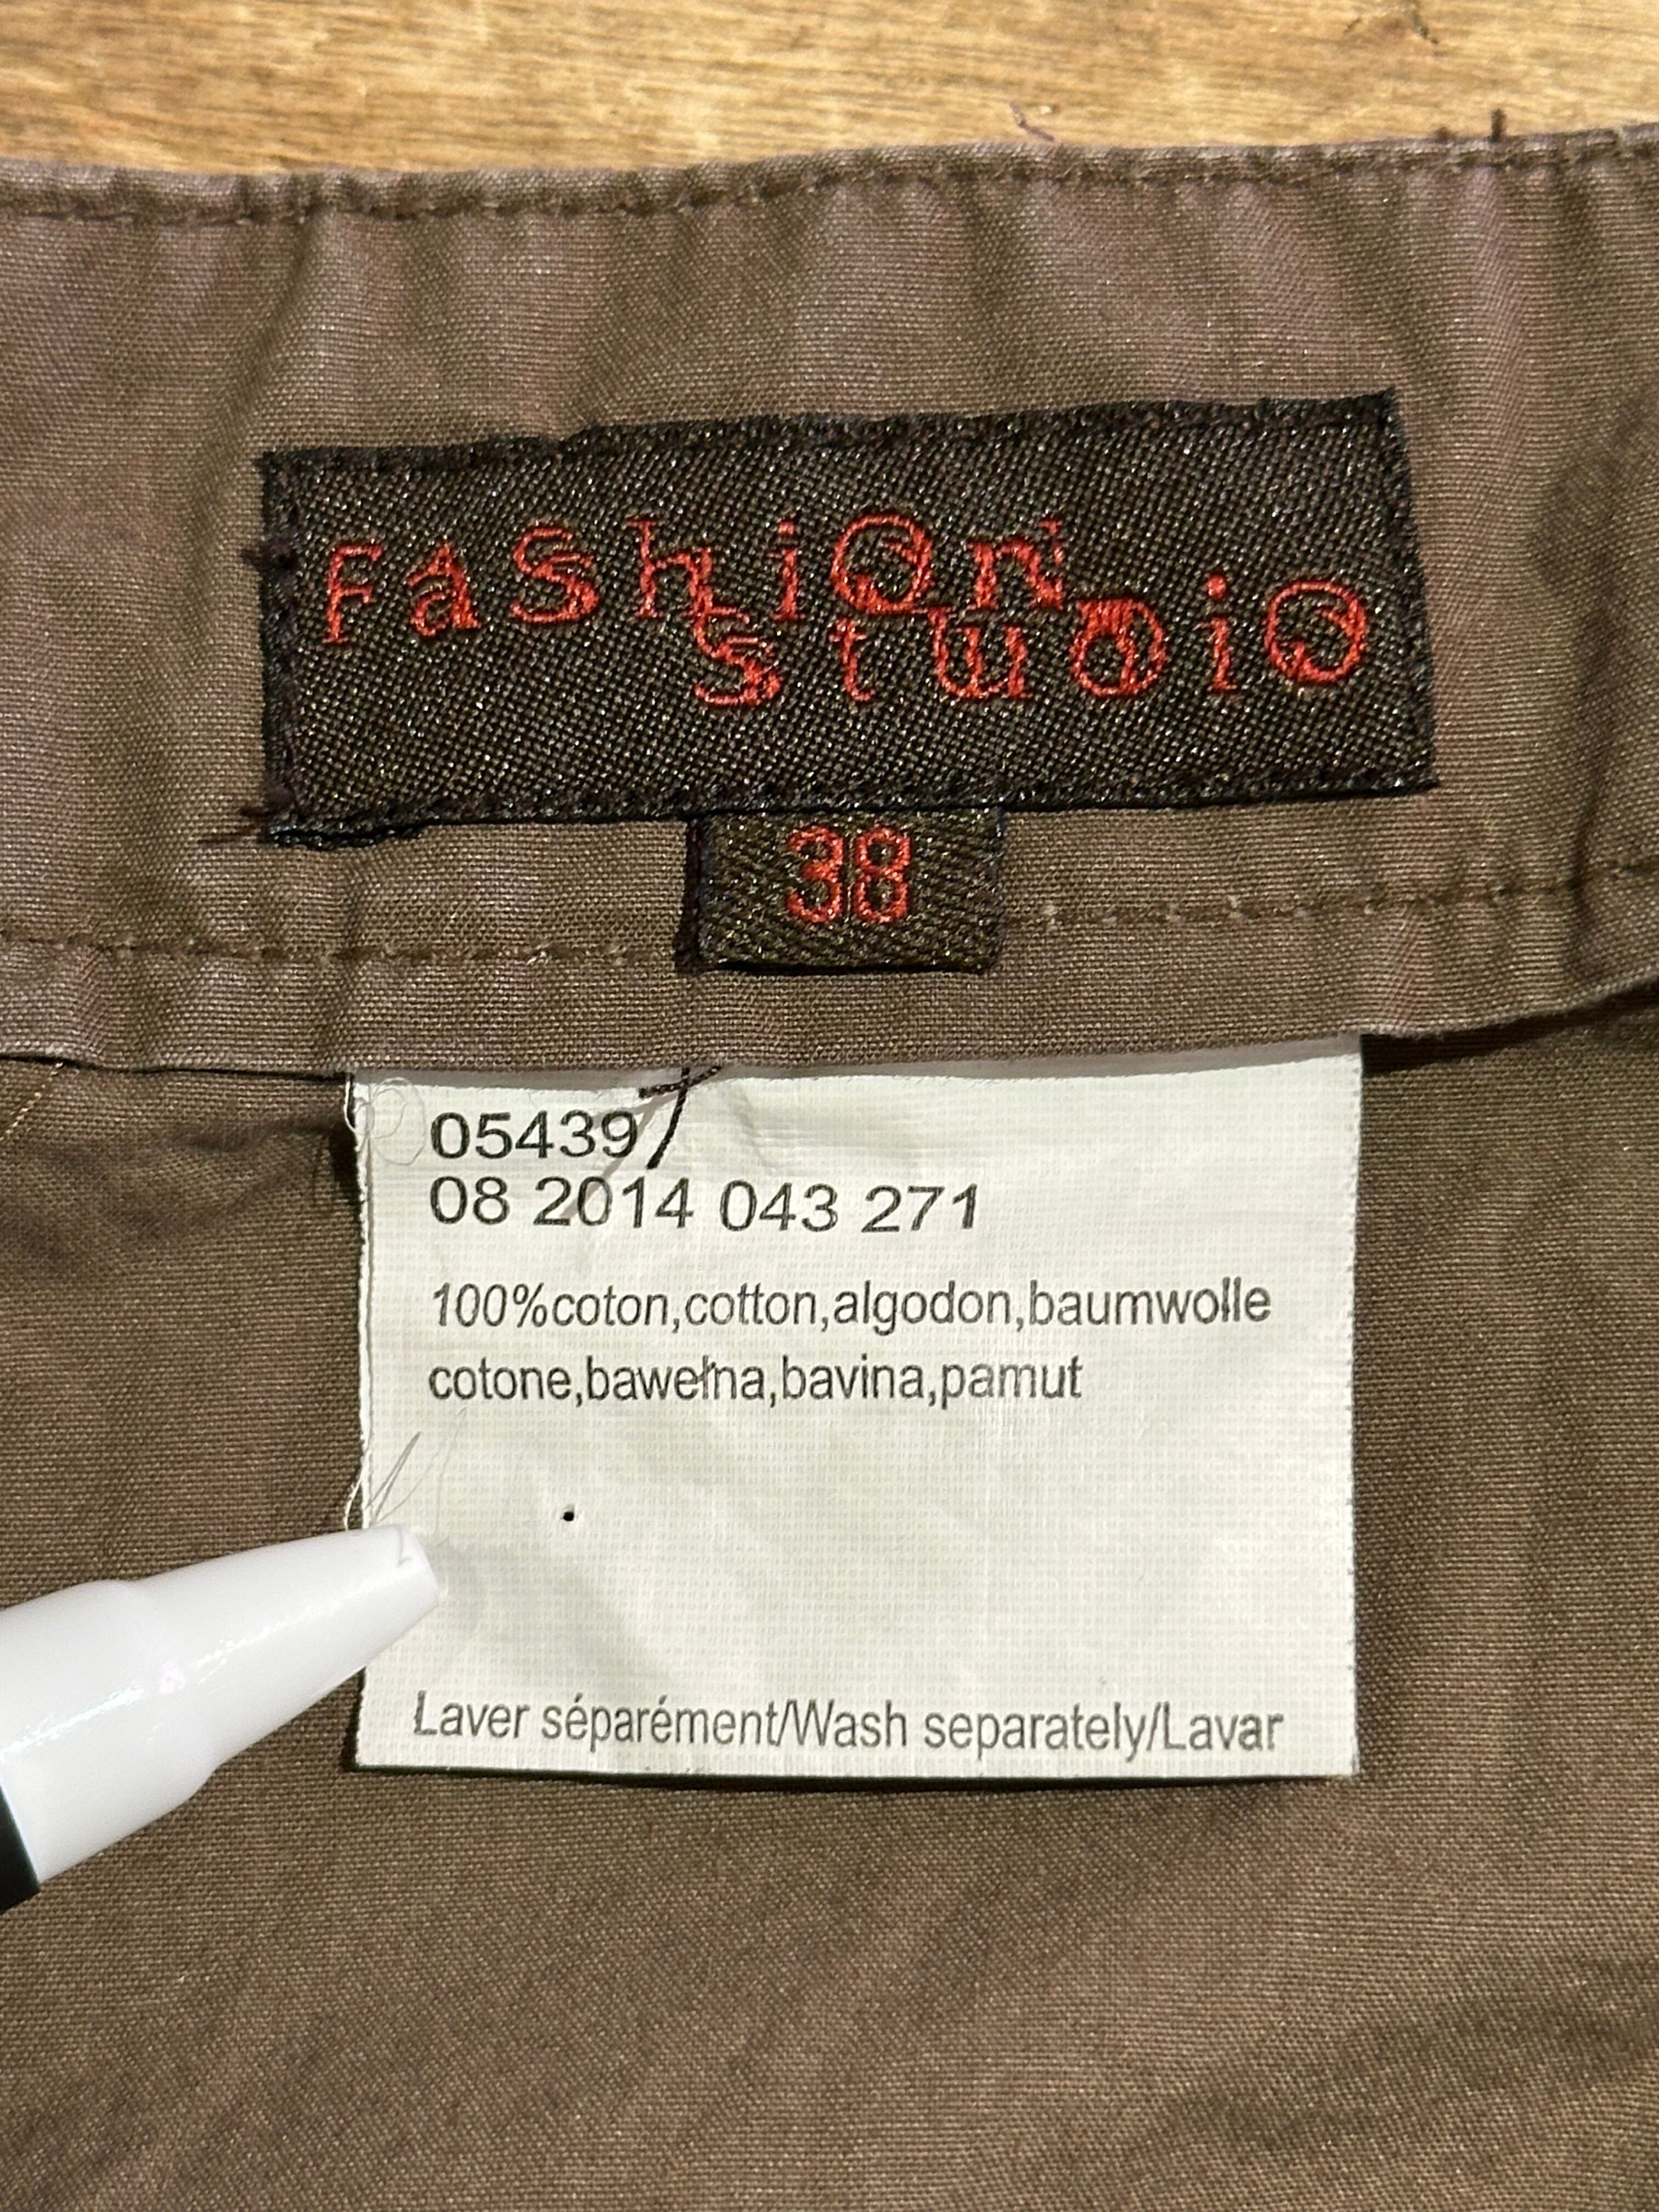 Fashion
Studio
38
05439
08 2014 043 271
100%coton,cotton,algodon,baumwolle
cotone,bawełna,bavina,pamut
Laver séparément/Wash separately/Lavar